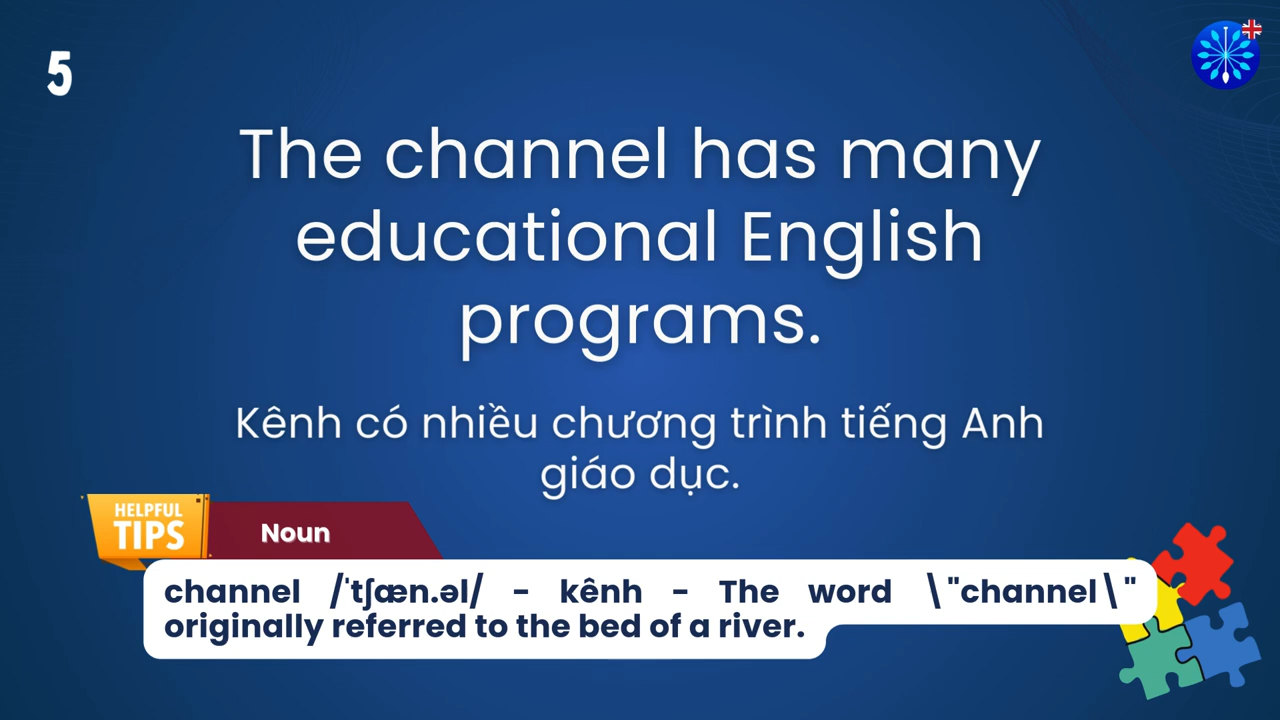 5
The channel has many
educational English
programs.
Kênh có nhiều chương trình tiếng Anh
giáo dục.
HELPFUL
TIPS
Noun
channel /ˈtʃæn.əl/ - kênh - The word \"channel\"
originally referred to the bed of a river.